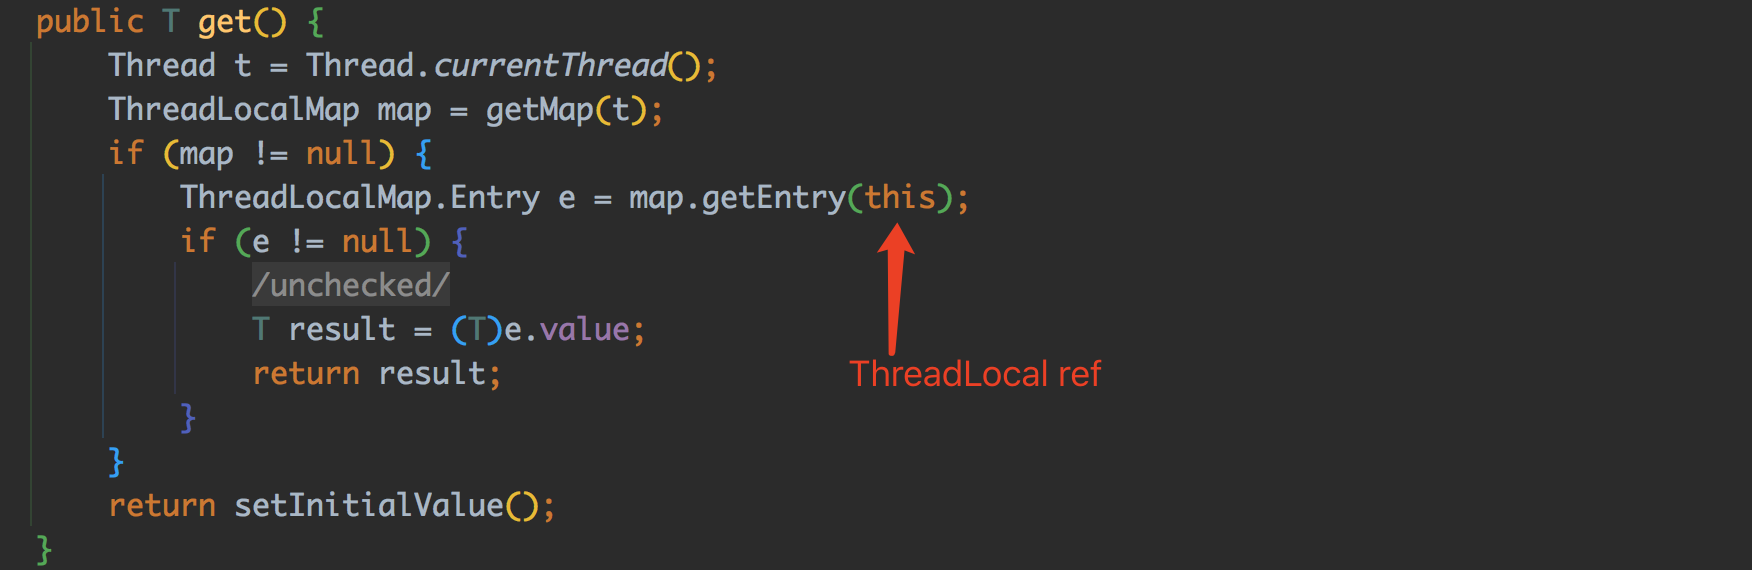 public T get() {
Thread t = Thread.currentThread();
ThreadLocalMap map = getMap(t);
if (map != null) {
ThreadLocalMap.Entry e = map.getEntry(this);
if (e != null) {
/unchecked/
T result = (T)e.value;
return result;
ThreadLocal ref
}
}
return setInitialValue();
}